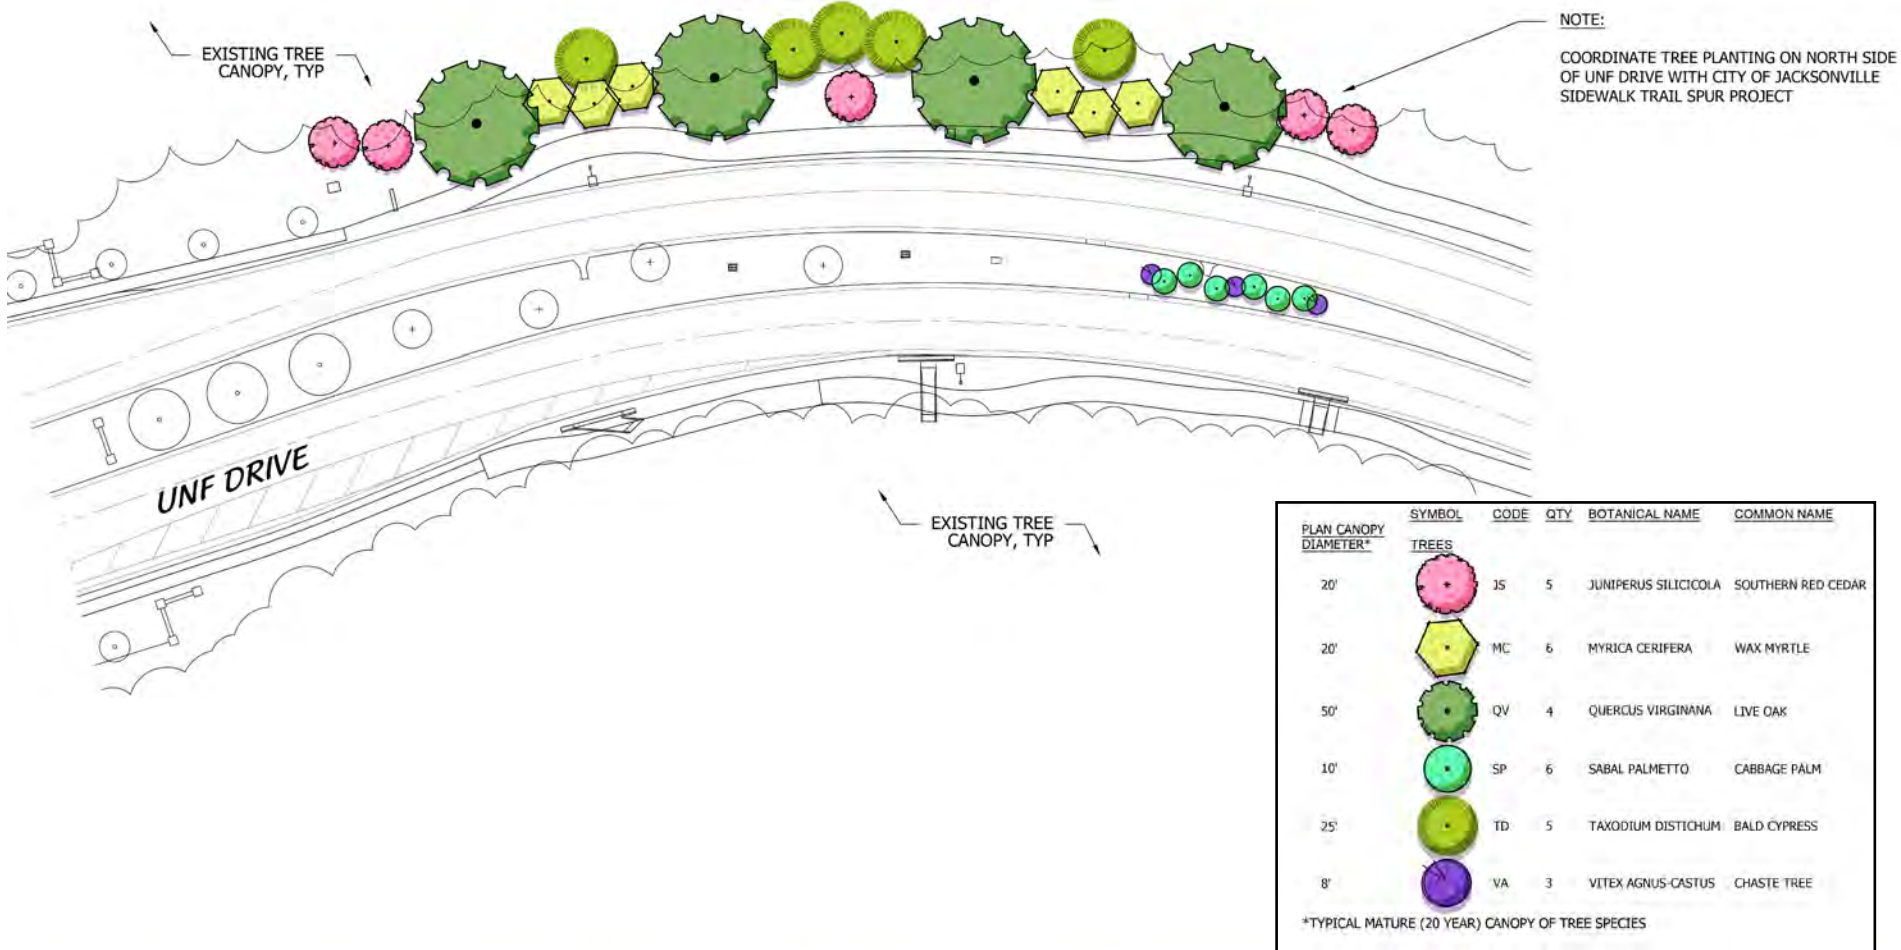 NOTE:
COORDINATE TREE PLANTING ON NORTH SIDE
OF UNF DRIVE WITH CITY OF JACKSONVILLE
SIDEWALK TRAIL SPUR PROJECT
EXISTING TREE
CANOPY, TYP
UNF DRIVE
EXISTING TREE
CANOPY, TYP
PLAN CANOPY
DIAMETER* SYMBOL CODE QTY BOTANICAL NAME COMMON NAME
TREES
20' JS 5 JUNIPERUS SILICICOLA SOUTHERN RED CEDAR
20' MC 6 MYRICA CERIFERA WAX MYRTLE
50' QV 4 QUERCUS VIRGINANA LIVE OAK
10' SP 6 SABAL PALMETTO CABBAGE PALM
25' TD 5 TAXODIUM DISTICHUM BALD CYPRESS
8' VA 3 VITEX AGNUS-CASTUS CHASTE TREE
*TYPICAL MATURE (20 YEAR) CANOPY OF TREE SPECIES